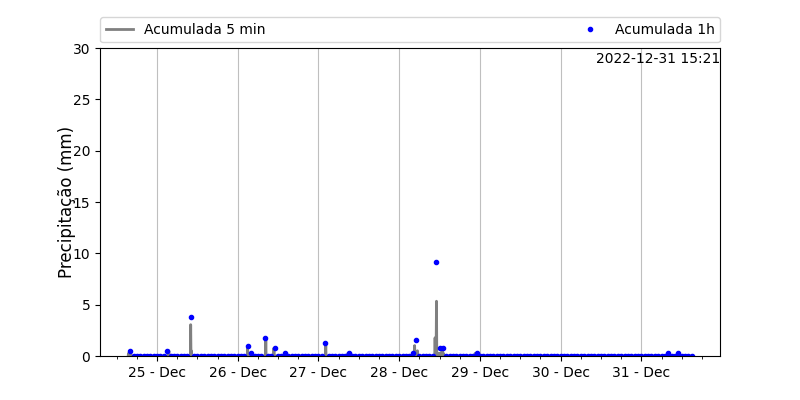 Acumulada 5 min
Acumulada 1h
2022-12-31 15:21
Precipitação (mm)
30
25
20
15
10
5
0
25 - Dec
26 - Dec
27 - Dec
28 - Dec
29 - Dec
30 - Dec
31 - Dec